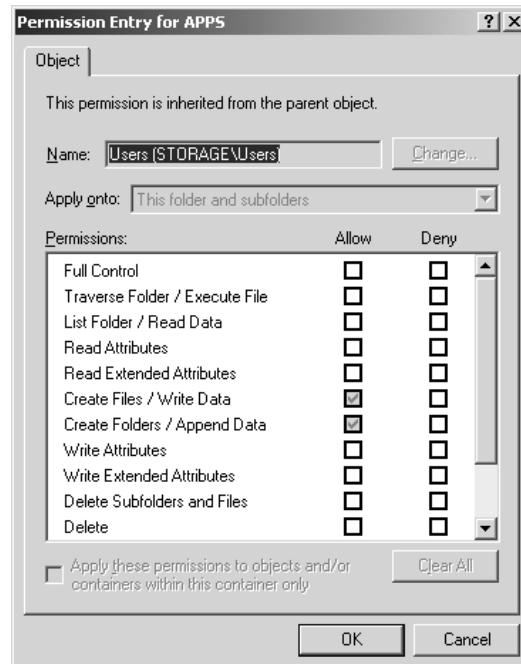 Permission Entry for APPS
Object
This permission is inherited from the parent object.
Name: Users (STORAGE\Users) Change...
Apply onto: This folder and subfolders
Permissions: Allow Deny
Full Control
Traverse Folder / Execute File
List Folder / Read Data
Read Attributes
Read Extended Attributes
Create Files / Write Data
Create Folders / Append Data
Write Attributes
Write Extended Attributes
Delete Subfolders and Files
Delete
Apply these permissions to objects and/or Clear All
containers within this container only
OK Cancel